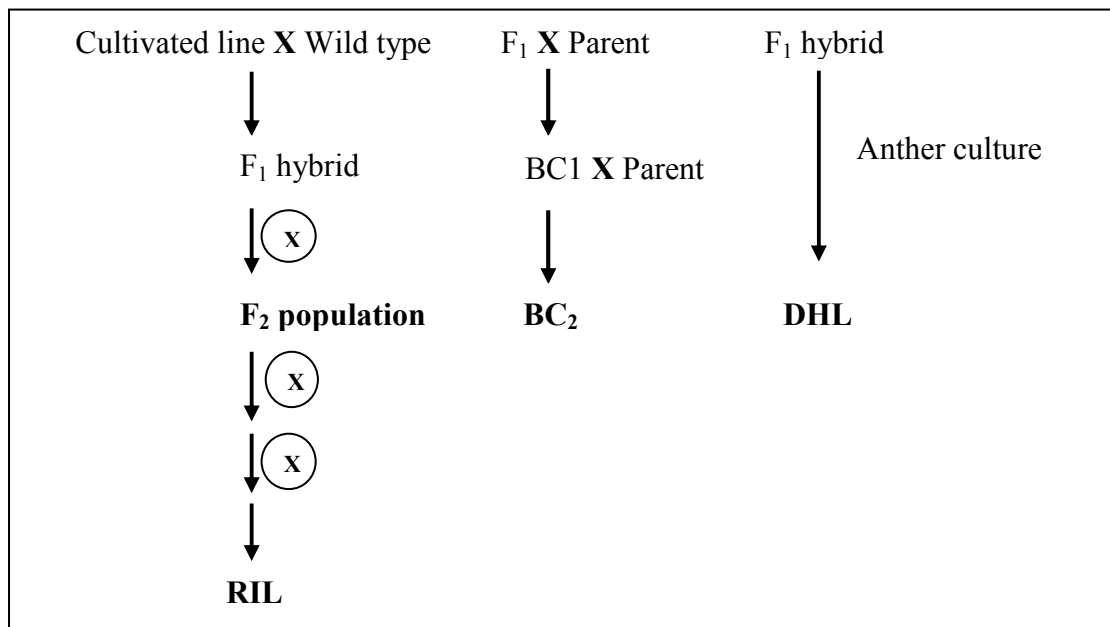 Cultivated line X Wild type
F₁ X Parent
F₁ hybrid
F₁ hybrid
BC1 X Parent
Anther culture
X
F₂ population
BC₂
DHL
X
X
RIL